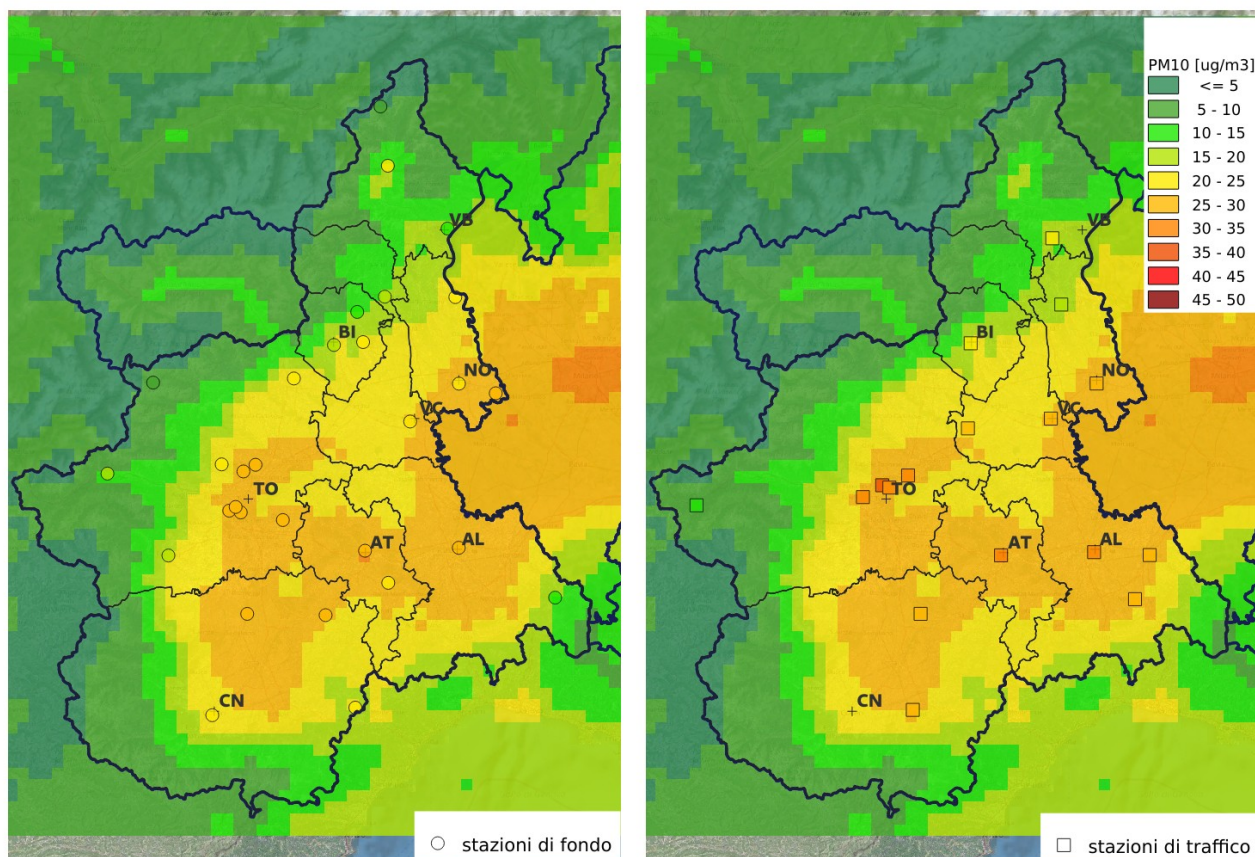 VB
BI
NO
VC
TO
AT
AL
CN
stazioni di fondo
PM10 [ug/m3]
<= 5
5 - 10
10 - 15
15 - 20
20 - 25
25 - 30
30 - 35
35 - 40
40 - 45
45 - 50
VB
BI
NO
VC
TO
AT
AL
CN
stazioni di traffico